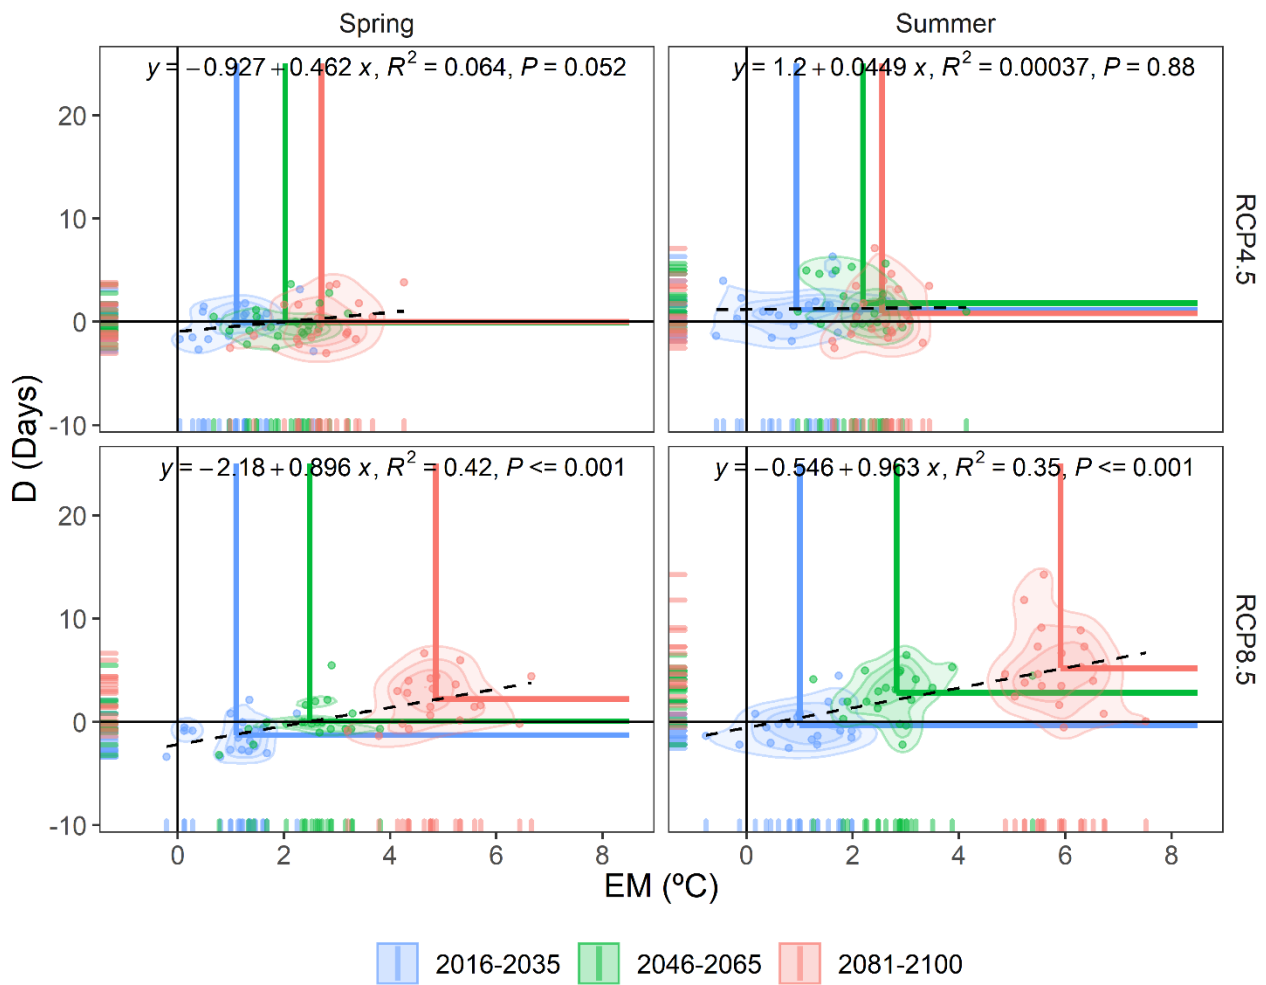 Spring
Summer
y = −0.927 + 0.462 x, R² = 0.064, P = 0.052
y = 1.2 + 0.0449 x, R² = 0.00037, P = 0.88
20
10
0
-10
RCP4.5
D (Days)
y = −2.18 + 0.896 x, R² = 0.42, P <= 0.001
y = −0.546 + 0.963 x, R² = 0.35, P <= 0.001
20
10
0
-10
RCP8.5
0 2 4 6 8
0 2 4 6 8
EM (ºC)
2016-2035 2046-2065 2081-2100